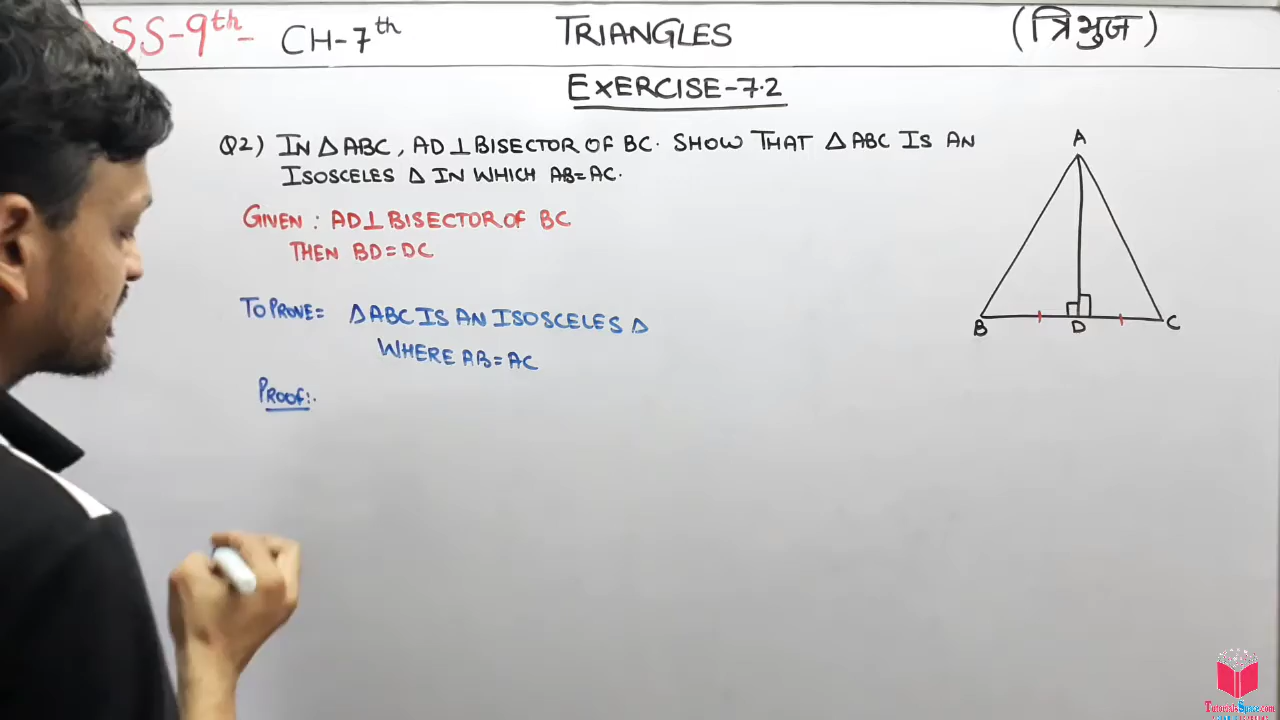 SS-9th- CH-7th TRIANGLES (त्रिभुज)
EXERCISE-7.2
Q2) IN △ ABC, AD ⊥ BISECTOR OF BC. SHOW THAT △ ABC IS AN
ISOSCELES △ IN WHICH AB=AC.
GIVEN: AD ⊥ BISECTOR OF BC
THEN BD=DC
TO PROVE= △ ABC IS AN ISOSCELES △
WHERE AB=AC
PROOF:.
A
B D C
TutorialsSpace.com